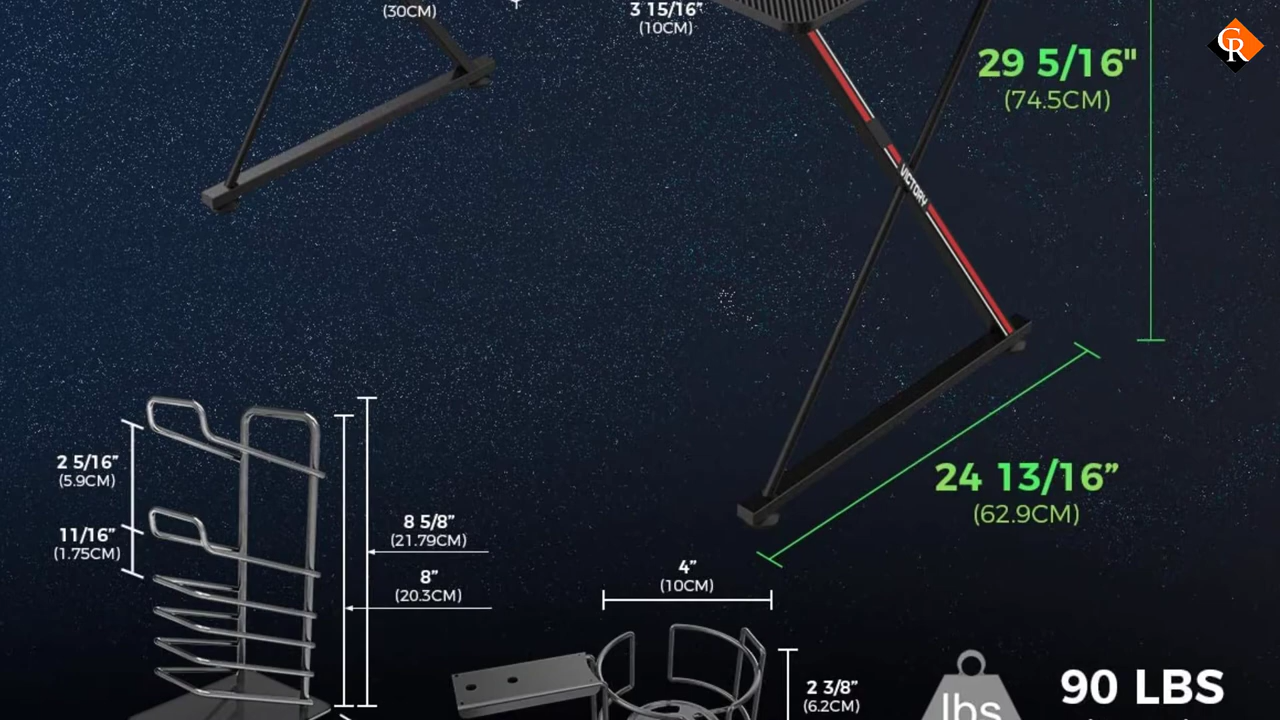 (30CM)
3 15/16”
(10CM)
29 5/16"
(74.5CM)
GR
VICTORY
2 5/16”
(5.9CM)
11/16”
(1.75CM)
8 5/8”
(21.79CM)
8”
(20.3CM)
24 13/16”
(62.9CM)
4”
(10CM)
2 3/8”
(6.2CM)
lbs
90 LBS